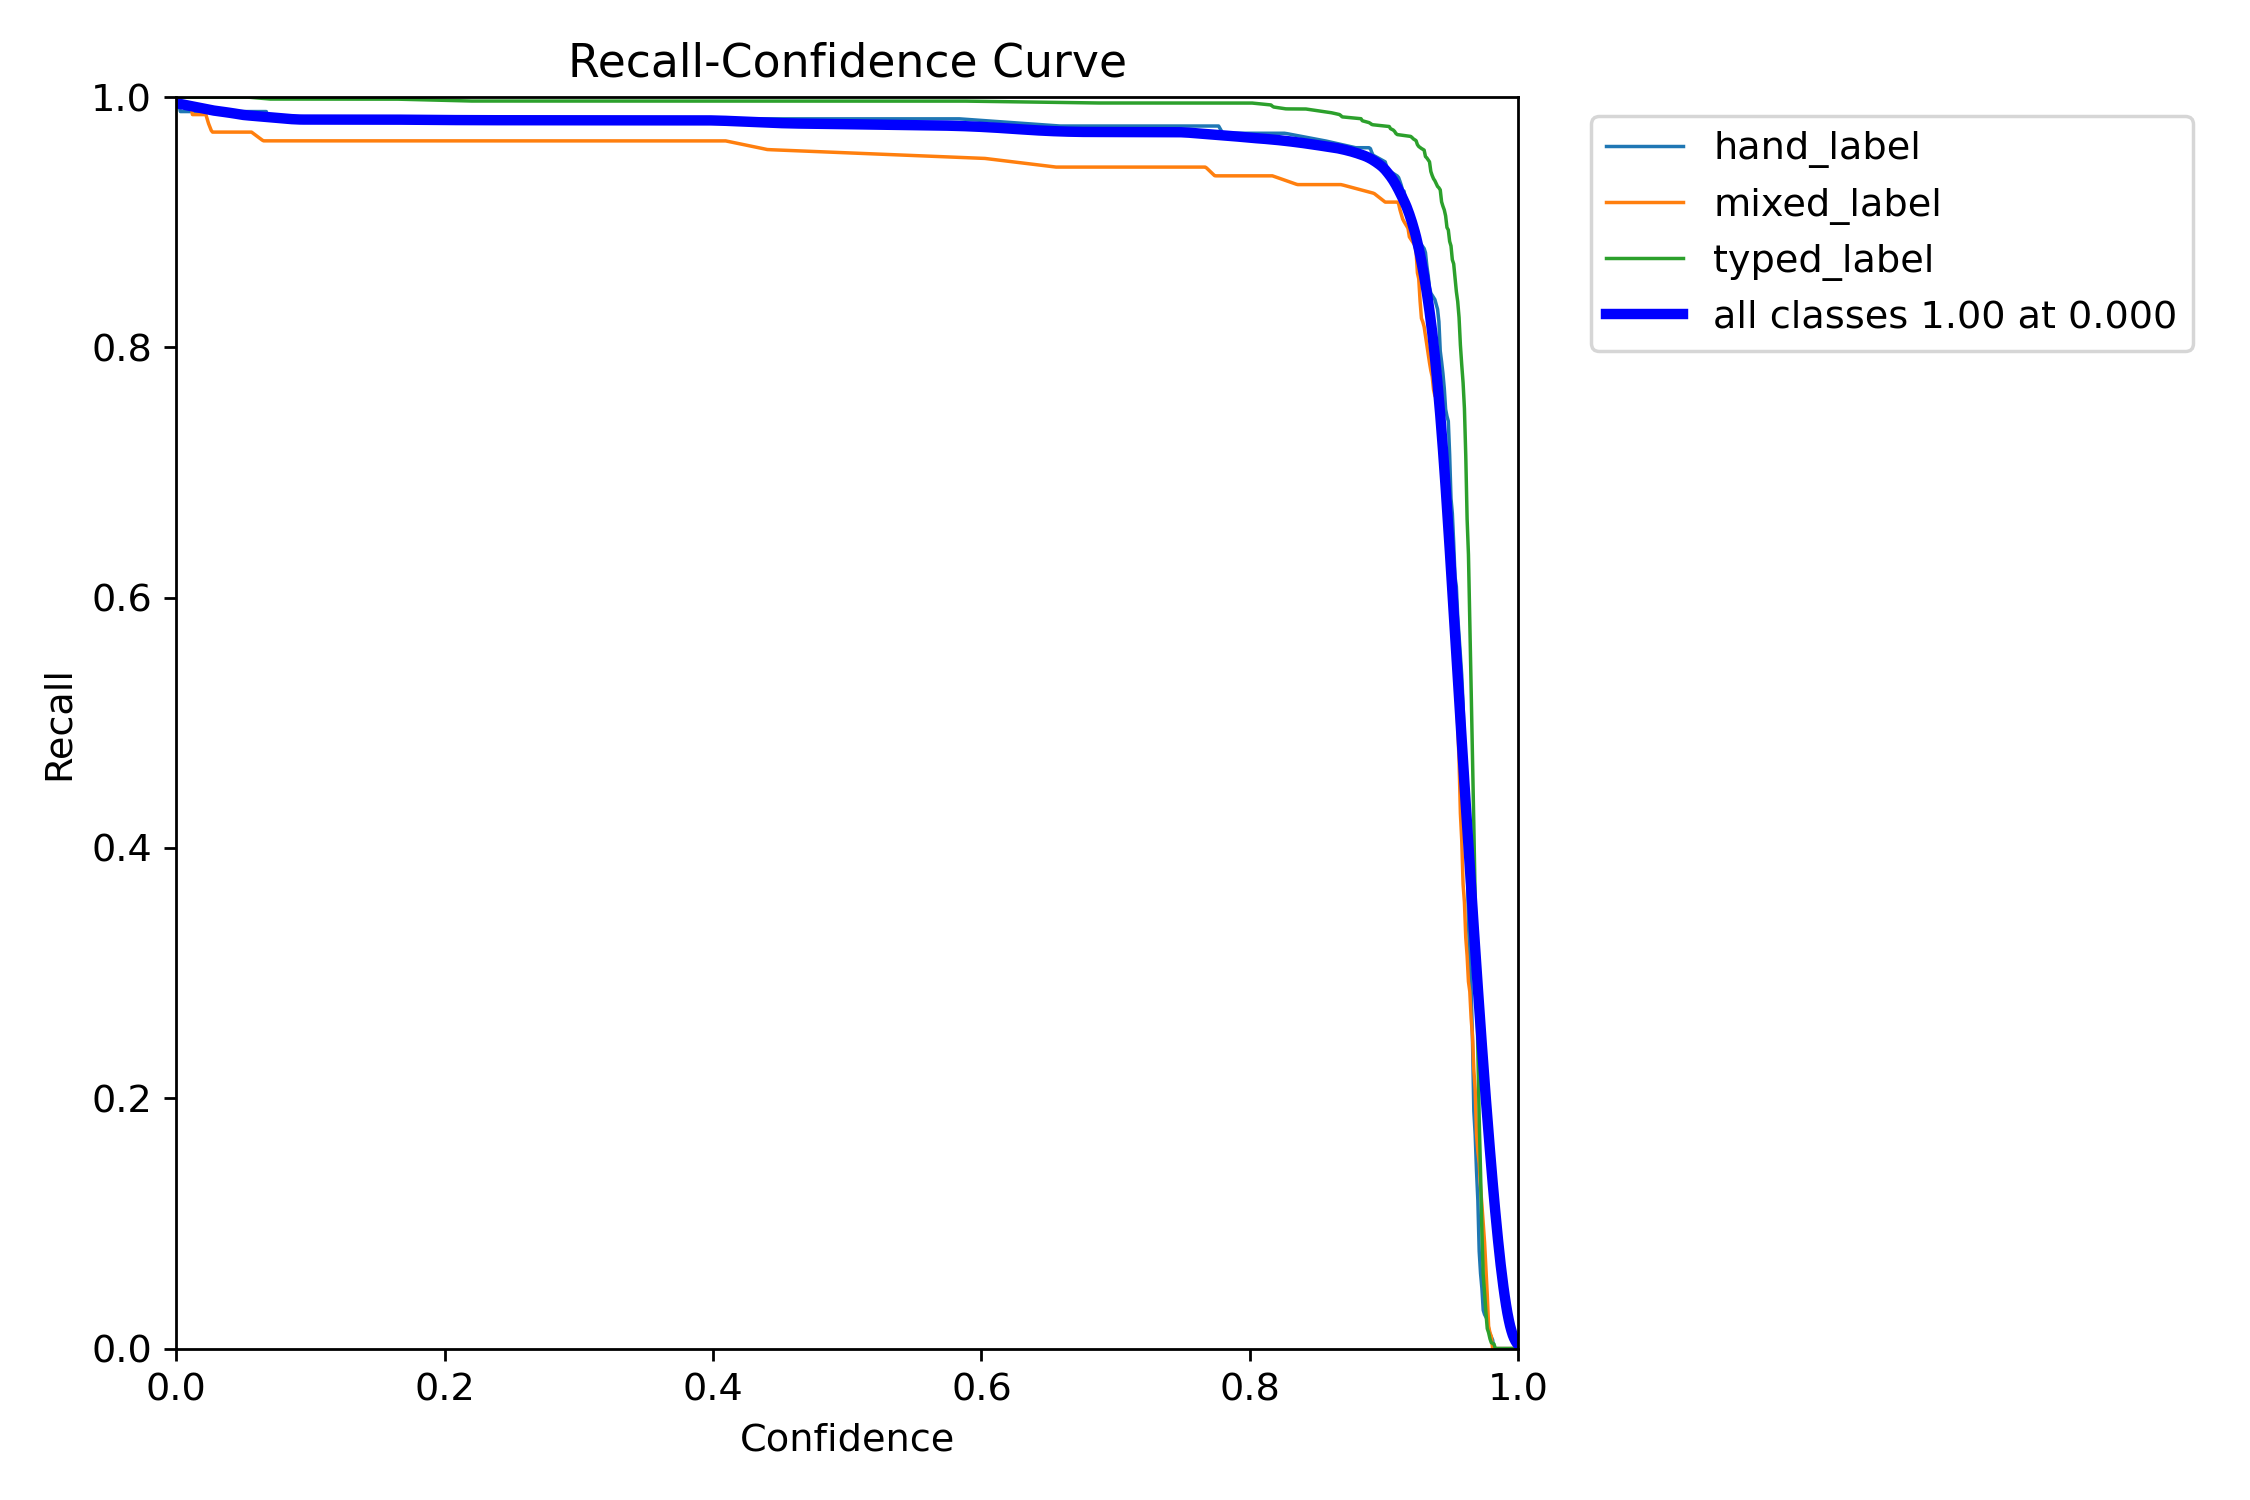 Recall-Confidence Curve
1.0
0.8
0.6
0.4
0.2
0.0
Recall
0.0 0.2 0.4 0.6 0.8 1.0
Confidence
hand_label
mixed_label
typed_label
all classes 1.00 at 0.000